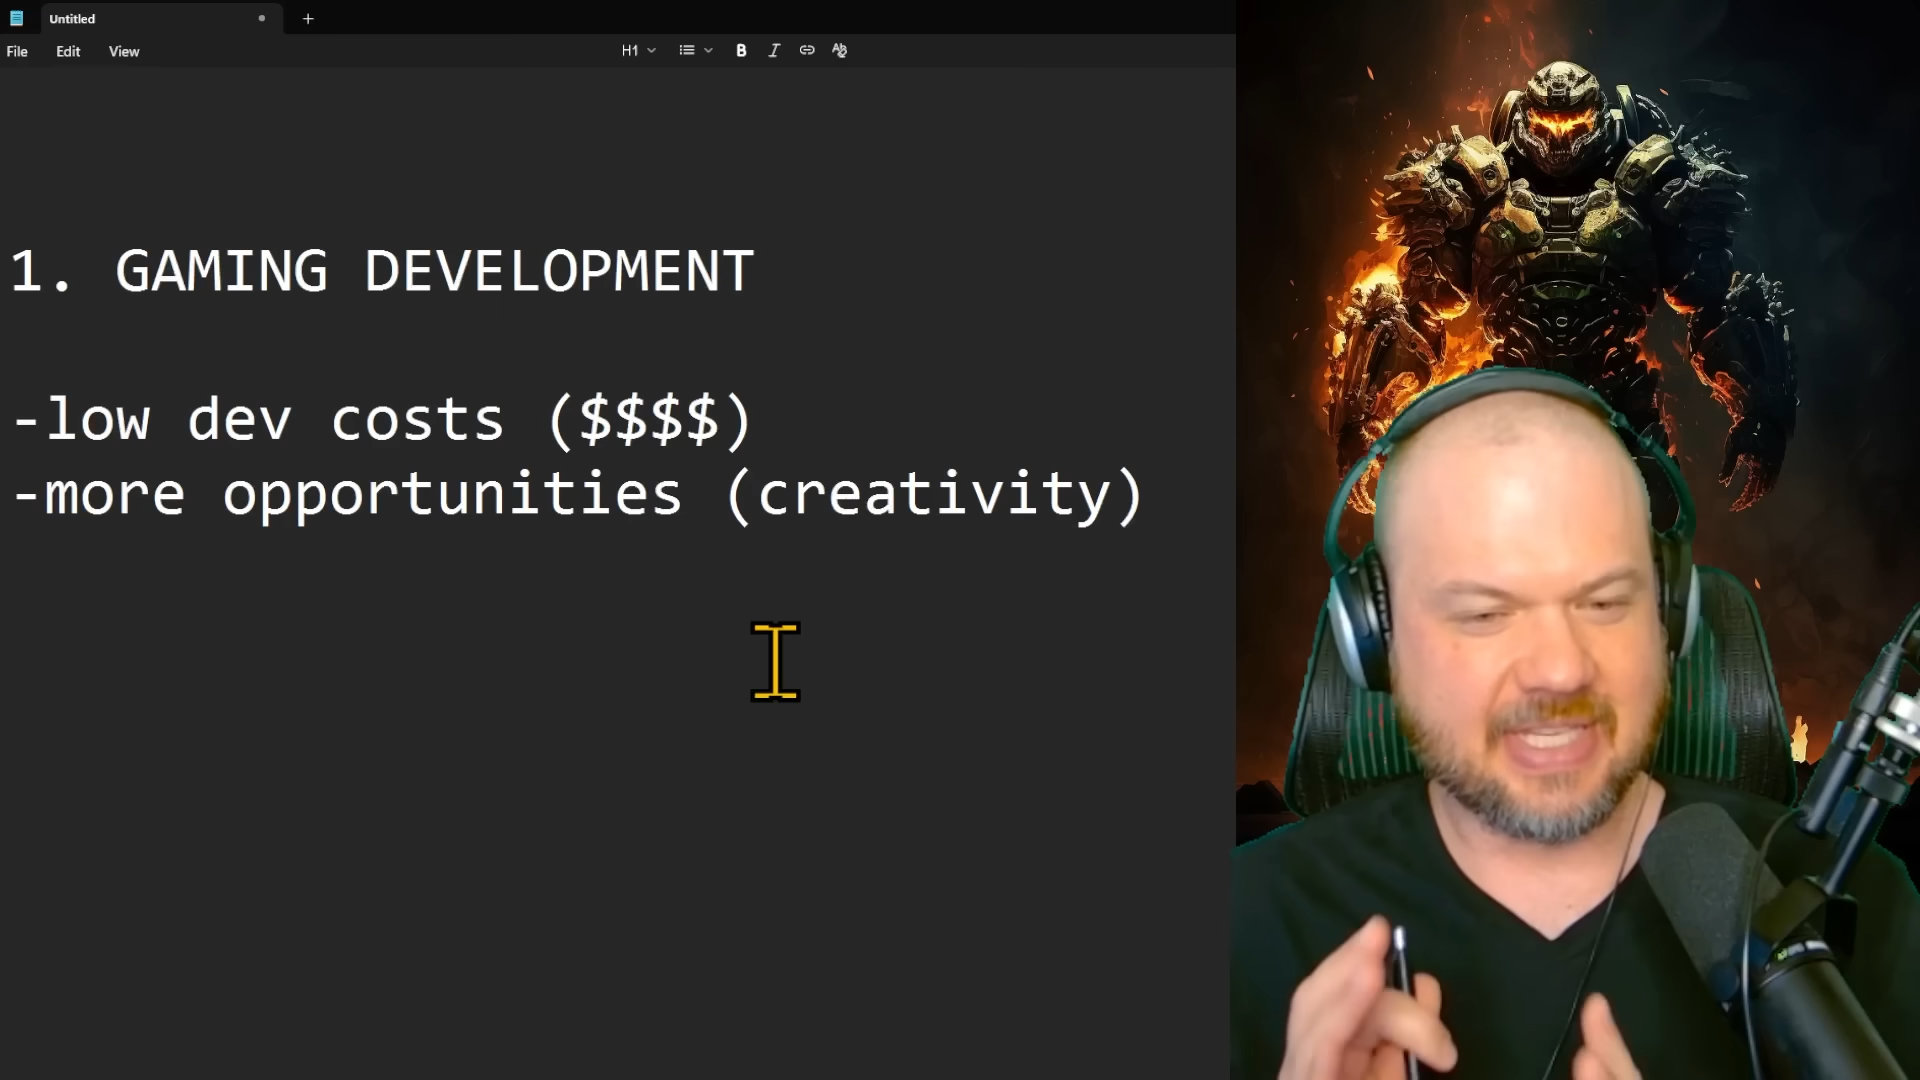 Untitled
File Edit View H1 B I
1. GAMING DEVELOPMENT
-low dev costs ($$$$)
-more opportunities (creativity)